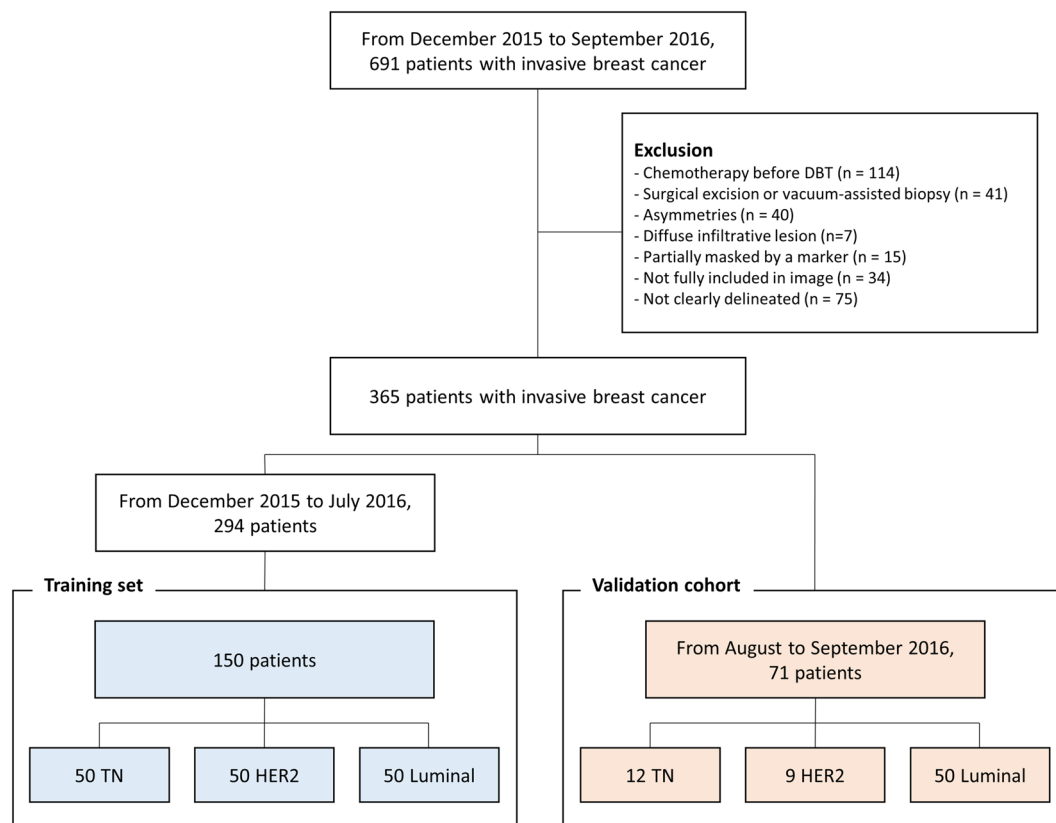 From December 2015 to September 2016,
691 patients with invasive breast cancer
Exclusion
- Chemotherapy before DBT (n = 114)
- Surgical excision or vacuum-assisted biopsy (n = 41)
- Asymmetries (n = 40)
- Diffuse infiltrative lesion (n=7)
- Partially masked by a marker (n = 15)
- Not fully included in image (n = 34)
- Not clearly delineated (n = 75)
365 patients with invasive breast cancer
From December 2015 to July 2016,
294 patients
Training set
150 patients
50 TN
50 HER2
50 Luminal
Validation cohort
From August to September 2016,
71 patients
12 TN
9 HER2
50 Luminal